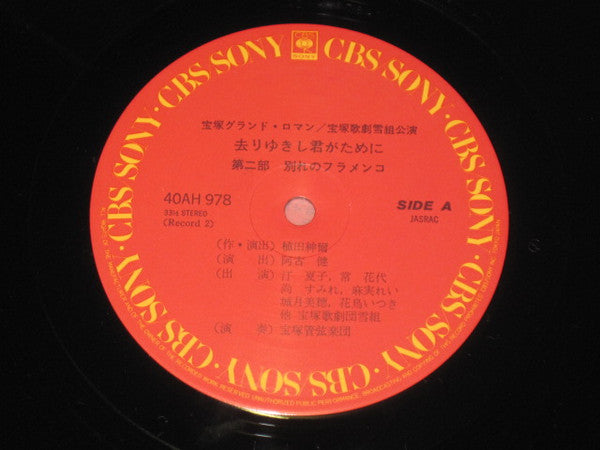 CBS SONY · CBS SONY · CBS SONY · CBS/SONY · CBS/SONY · CBS/SONY · CBS SONY
CBS
SONY
宝塚グランド・ロマン/宝塚歌劇雪組公演
去りゆきし君がために
第二部 別れのフラメンコ
40AH 978
33⅓ STEREO
(Record 2)
SIDE A
JASRAC
(作・演出) 植田紳爾
(演 出) 阿古 健
(出 演) 汀 夏子, 常 花代
尚 すみれ, 麻実れい
城月美穂, 花鳥いつき
他 宝塚歌劇団雪組
(演 奏) 宝塚管弦楽団